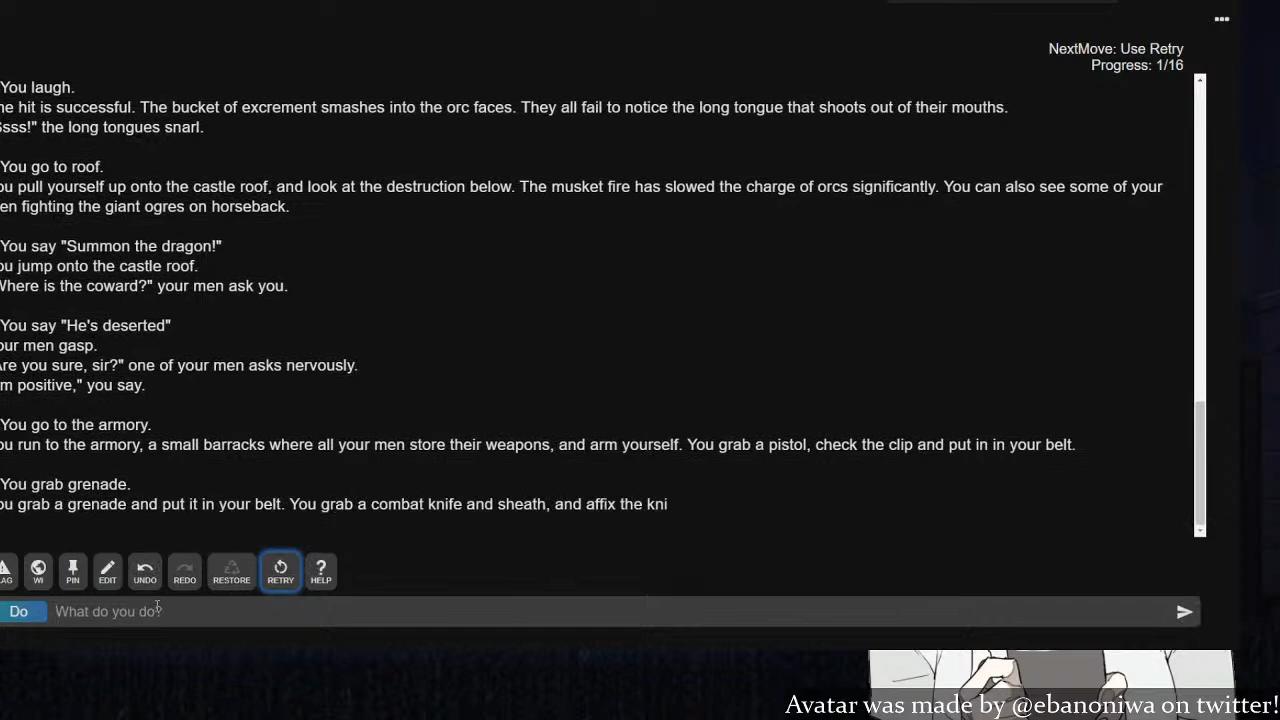 NextMove: Use Retry
Progress: 1/16
You laugh.
he hit is successful. The bucket of excrement smashes into the orc faces. They all fail to notice the long tongue that shoots out of their mouths.
Ssss!" the long tongues snarl.
You go to roof.
ou pull yourself up onto the castle roof, and look at the destruction below. The musket fire has slowed the charge of orcs significantly. You can also see some of your
en fighting the giant ogres on horseback.
You say "Summon the dragon!"
ou jump onto the castle roof.
Where is the coward?" your men ask you.
You say "He's deserted"
our men gasp.
Are you sure, sir?" one of your men asks nervously.
m positive," you say.
You go to the armory.
ou run to the armory, a small barracks where all your men store their weapons, and arm yourself. You grab a pistol, check the clip and put in in your belt.
You grab grenade.
ou grab a grenade and put it in your belt. You grab a combat knife and sheath, and affix the kni
LAG WI PIN EDIT UNDO REDO RESTORE RETRY HELP
Do What do you do?
Avatar was made by @ebanoniwa on twitter!